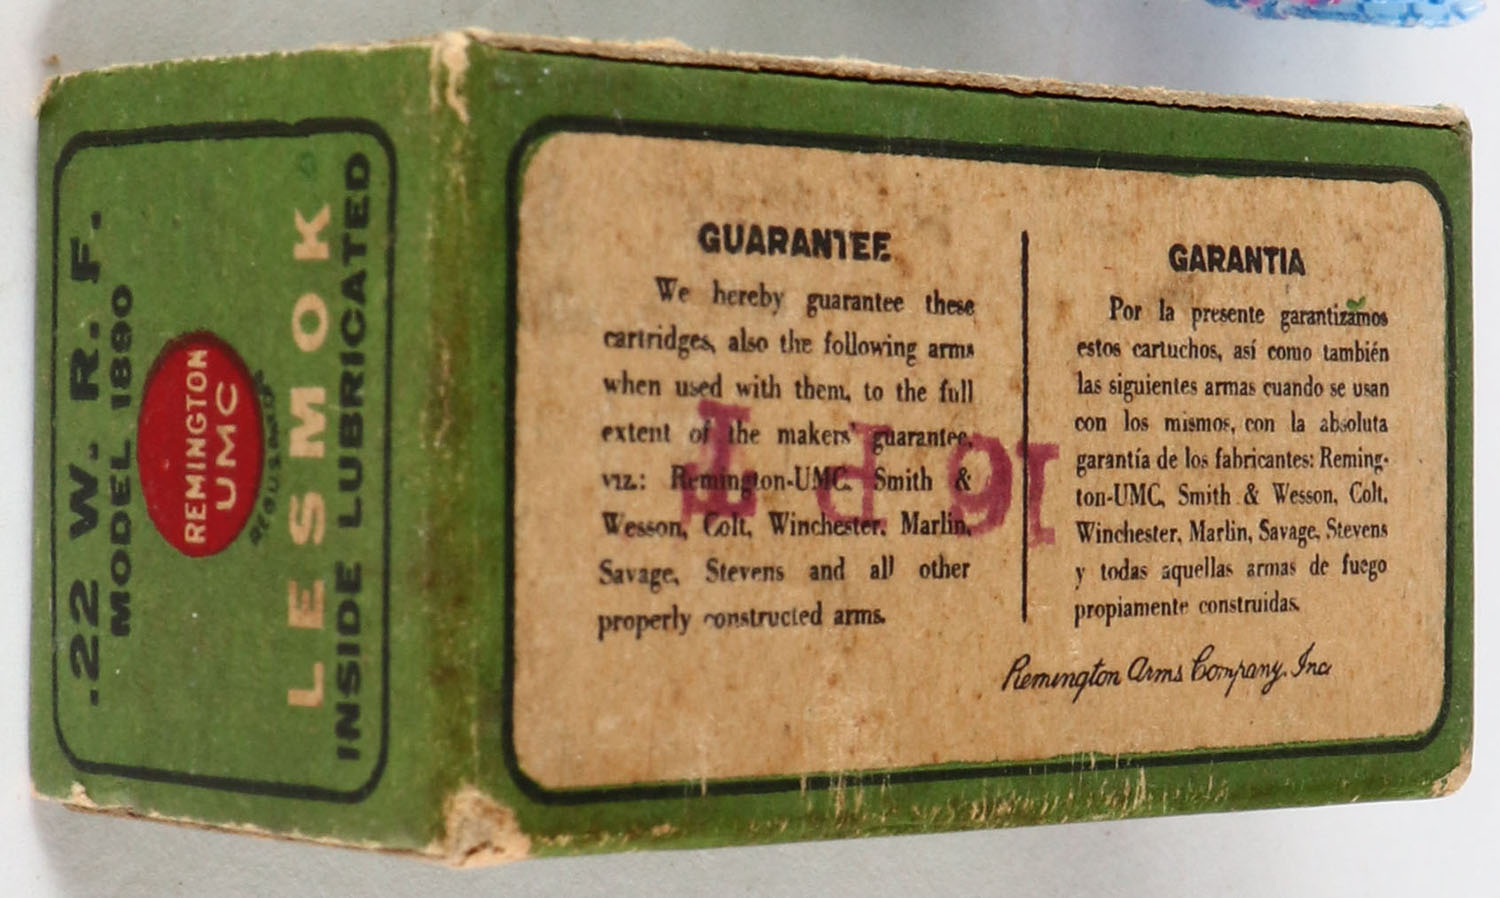 .22 W. R. F.
MODEL 1890
REMINGTON
UMC
LESMOK
INSIDE LUBRICATED
GUARANTEE
We hereby guarantee these
cartridges, also the following arms
when used with them, to the full
extent of the makers' guarantee,
viz.: Remington-UMC. Smith &
Wesson, Colt, Winchester, Marlin,
Savage, Stevens and all other
properly constructed arms.
GARANTIA
Por la presente garantizamos
estos cartuchos, así como también
las siguientes armas cuando se usan
con los mismos, con la absoluta
garantía de los fabricantes: Reming-
ton-UMC, Smith & Wesson, Colt,
Winchester, Marlin, Savage, Stevens
y todas aquellas armas de fuego
propiamente construidas.
Remington Arms Company, Inc